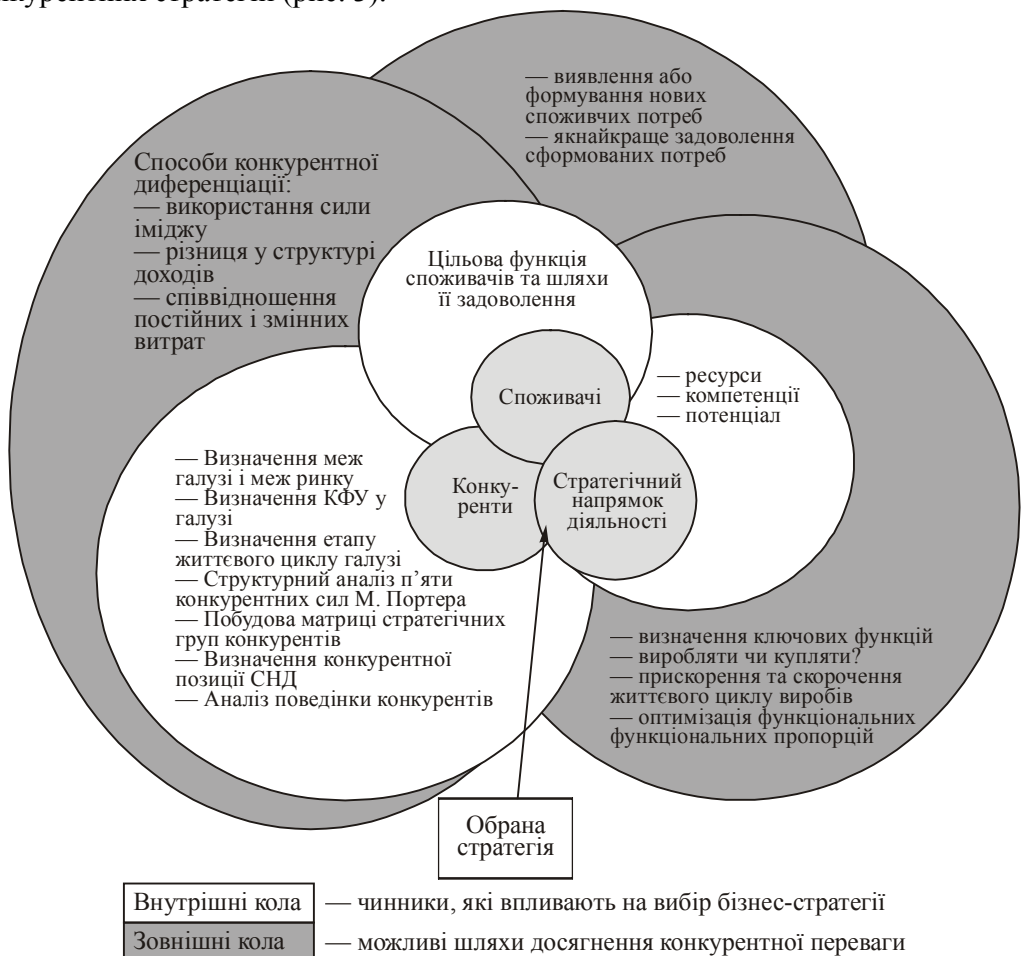 конкурентних стратегій (рис. 3).
— виявлення або
формування нових
споживчих потреб
— якнайкраще задоволення
сформованих потреб
Способи конкурентної
диференціації:
— використання сили
іміджу
— різниця у структурі
доходів
— співвідношення
постійних і змінних
витрат
Цільова функція
споживачів та шляхи
її задоволення
Споживачі
— ресурси
— компетенції
— потенціал
Конку-
ренти
Стратегічний
напрямок
діяльності
— Визначення меж
галузі і меж ринку
— Визначення КФУ у
галузі
— Визначення етапу
життєвого циклу галузі
— Структурний аналіз п’яти
конкурентних сил М. Портера
— Побудова матриці стратегічних
груп конкурентів
— Визначення конкурентної
позиції СНД
— Аналіз поведінки конкурентів
— визначення ключових функцій
— виробляти чи купляти?
— прискорення та скорочення
життєвого циклу виробів
— оптимізація функціональних
функціональних пропорцій
Обрана
стратегія
Внутрішні кола — чинники, які впливають на вибір бізнес-стратегії
Зовнішні кола — можливі шляхи досягнення конкурентної переваги